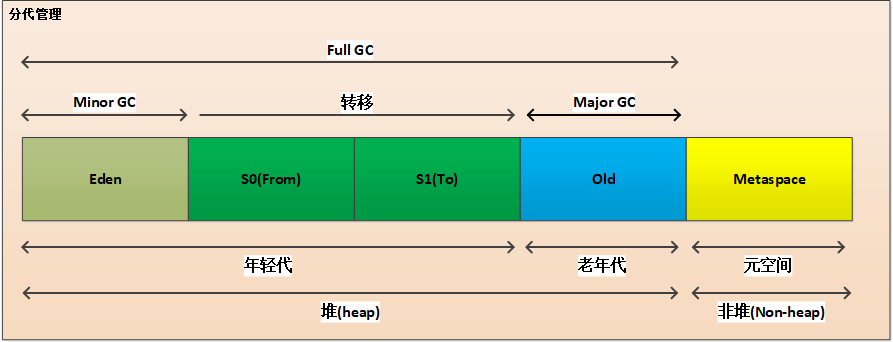 分代管理
Full GC
Minor GC
转移
Major GC
Eden
S0(From)
S1(To)
Old
Metaspace
年轻代
老年代
元空间
堆(heap)
非堆(Non-heap)